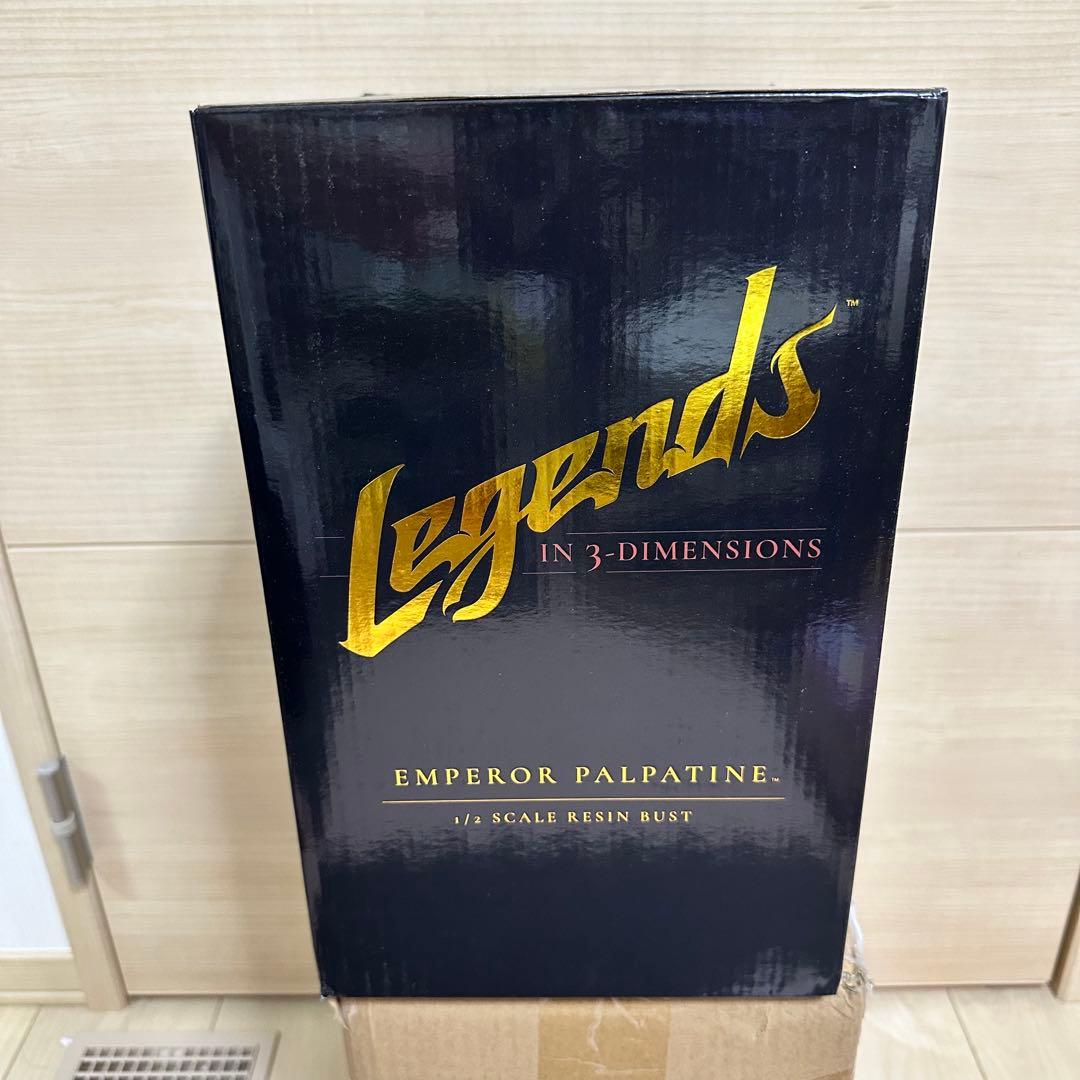 Legends™
IN 3-DIMENSIONS
EMPEROR PALPATINE™
1/2 SCALE RESIN BUST